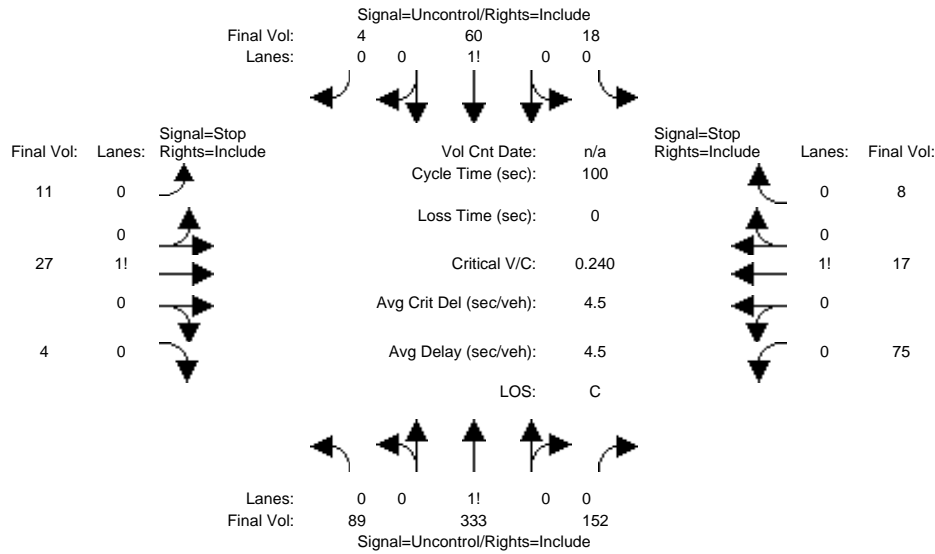 Signal=Uncontrol/Rights=Include
Final Vol: 4 60 18
Lanes: 0 0 1! 0 0
Signal=Stop
Final Vol: Lanes: Rights=Include
Vol Cnt Date: n/a
Signal=Stop
Rights=Include Lanes: Final Vol:
Cycle Time (sec): 100
11 0
0 8
Loss Time (sec): 0
0
0
27 1!
Critical V/C: 0.240
1! 17
0
Avg Crit Del (sec/veh): 4.5
0
4 0
Avg Delay (sec/veh): 4.5
0 75
LOS: C
Lanes: 0 0 1! 0 0
Final Vol: 89 333 152
Signal=Uncontrol/Rights=Include